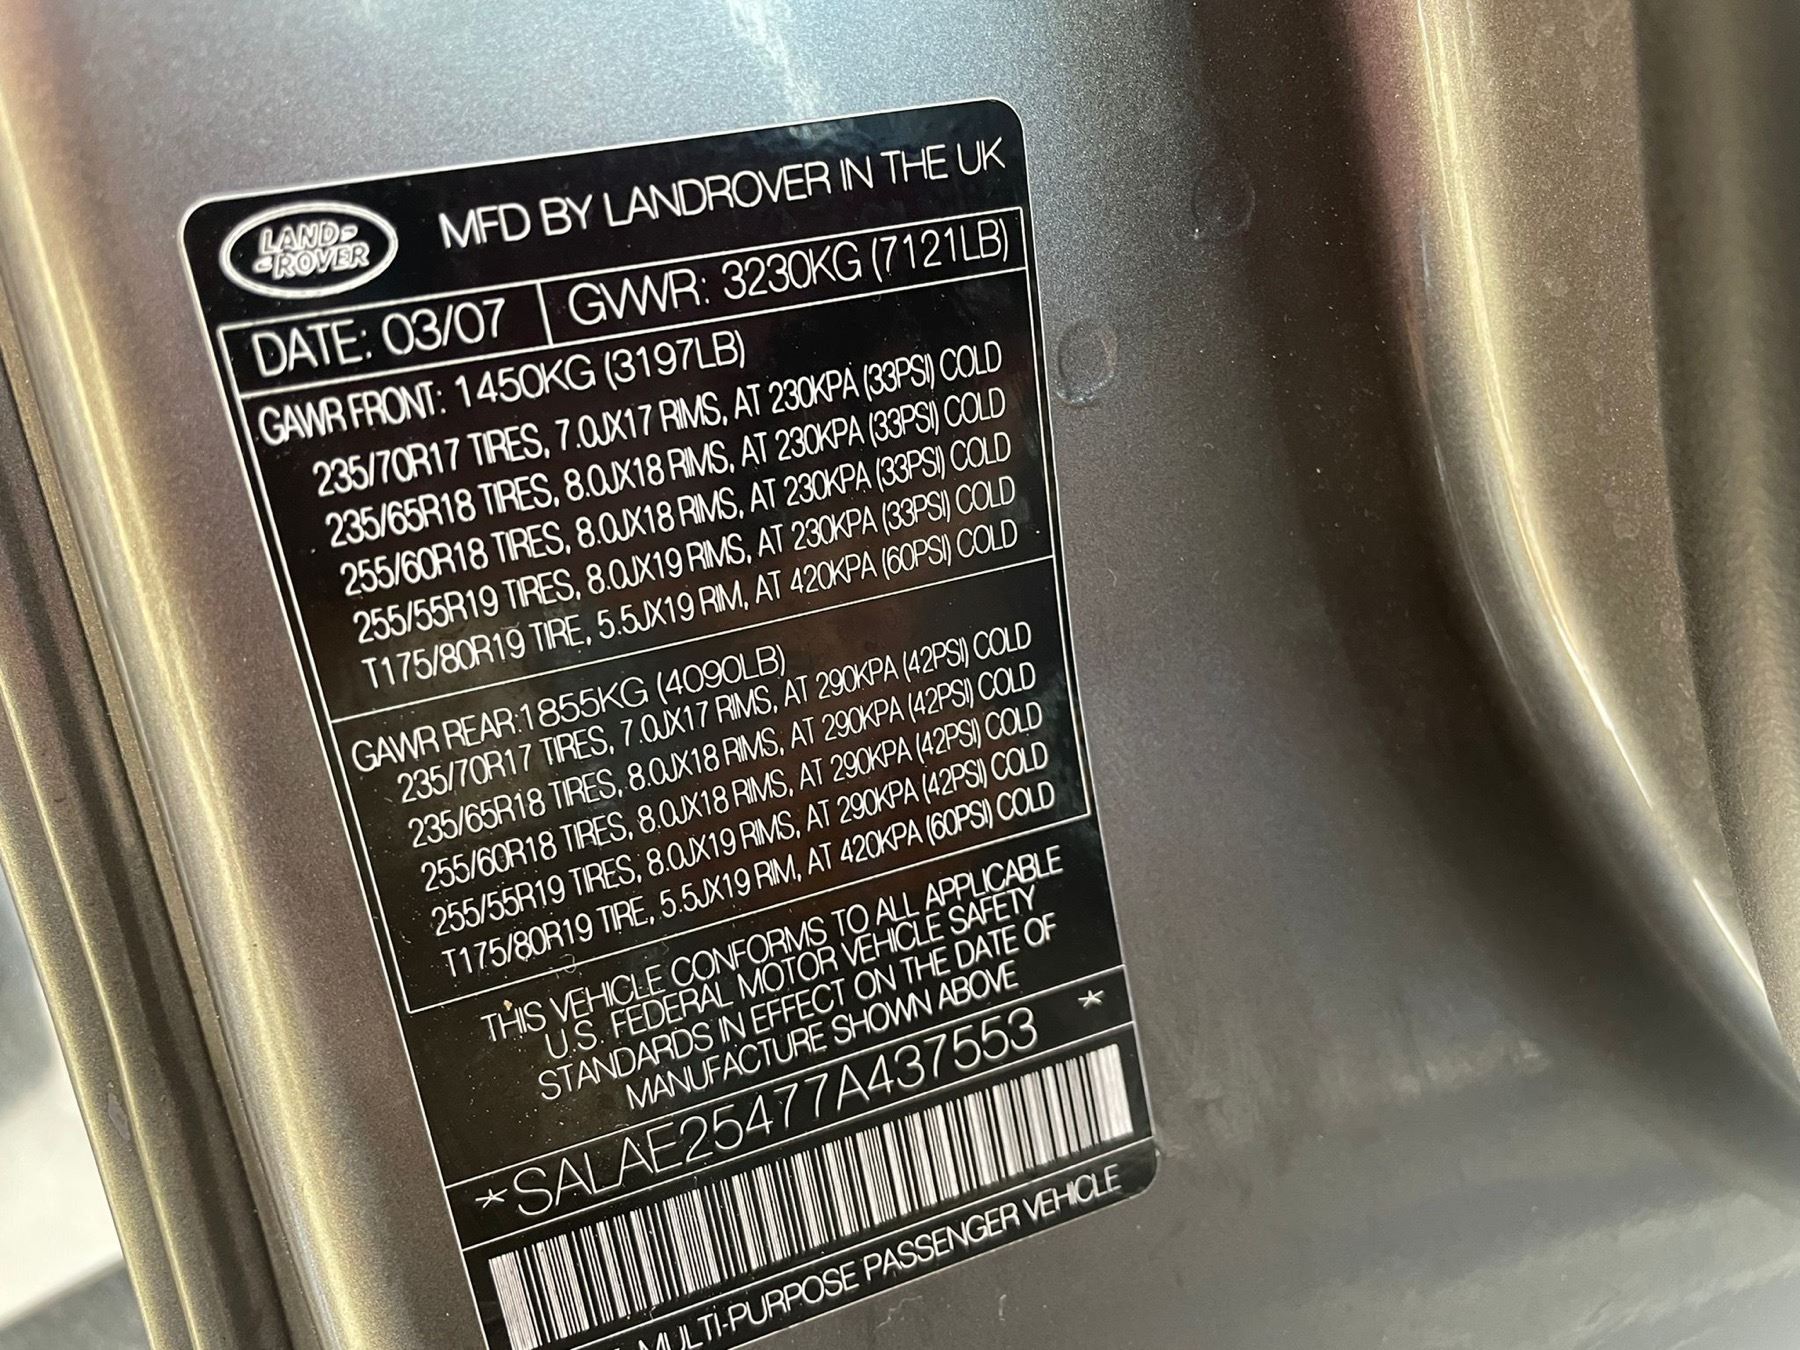 LAND-
ROVER
MFD BY LANDROVER IN THE UK
DATE: 03/07 GVWR: 3230KG (7121LB)
GAWR FRONT: 1450KG (3197LB)
235/70R17 TIRES, 7.0JX17 RIMS, AT 230KPA (33PSI) COLD
235/65R18 TIRES, 8.0JX18 RIMS, AT 230KPA (33PSI) COLD
255/60R18 TIRES, 8.0JX18 RIMS, AT 230KPA (33PSI) COLD
255/55R19 TIRES, 8.0JX19 RIMS, AT 230KPA (33PSI) COLD
T175/80R19 TIRE, 5.5JX19 RIM, AT 420KPA (60PSI) COLD
GAWR REAR:1855KG (4090LB)
235/70R17 TIRES, 7.0JX17 RIMS, AT 290KPA (42PSI) COLD
235/65R18 TIRES, 8.0JX18 RIMS, AT 290KPA (42PSI) COLD
255/60R18 TIRES, 8.0JX18 RIMS, AT 290KPA (42PSI) COLD
255/55R19 TIRES, 8.0JX19 RIMS, AT 290KPA (42PSI) COLD
T175/80R19 TIRE, 5.5JX19 RIM, AT 420KPA (60PSI) COLD
THIS VEHICLE CONFORMS TO ALL APPLICABLE
U.S. FEDERAL MOTOR VEHICLE SAFETY
STANDARDS IN EFFECT ON THE DATE OF
MANUFACTURE SHOWN ABOVE
*SALAE25477A437553 *
MULTI-PURPOSE PASSENGER VEHICLE